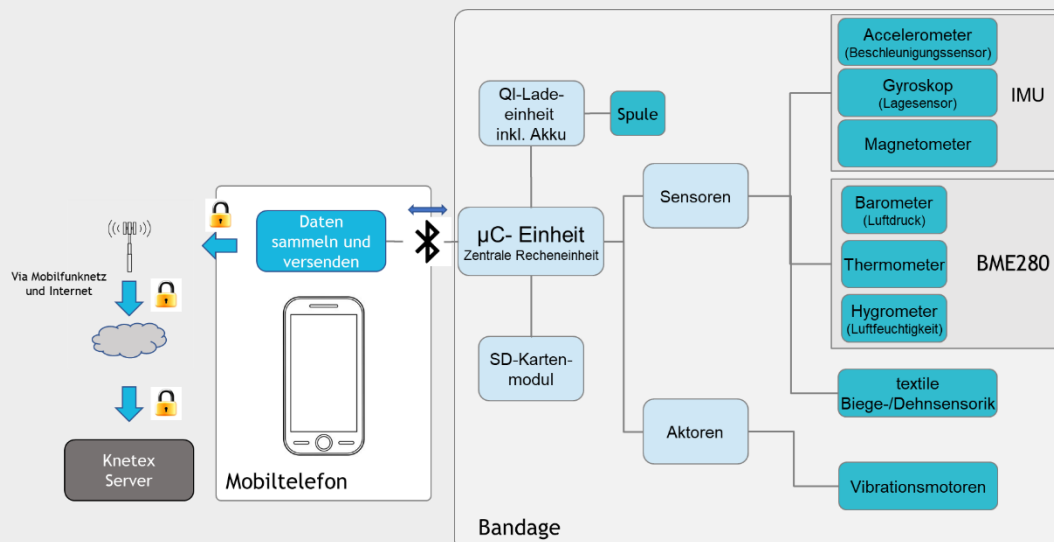 Via Mobilfunknetz
und Internet
Knetex
Server
Daten
sammeln und
versenden
Mobiltelefon
QI-Lade-
einheit
inkl. Akku
Spule
µC- Einheit
Zentrale Recheneinheit
SD-Karten-
modul
Sensoren
Aktoren
Accelerometer
(Beschleunigungssensor)
Gyroskop
(Lagesensor)
Magnetometer
IMU
Barometer
(Luftdruck)
Thermometer
Hygrometer
(Luftfeuchtigkeit)
BME280
textile
Biege-/Dehnsensorik
Vibrationsmotoren
Bandage